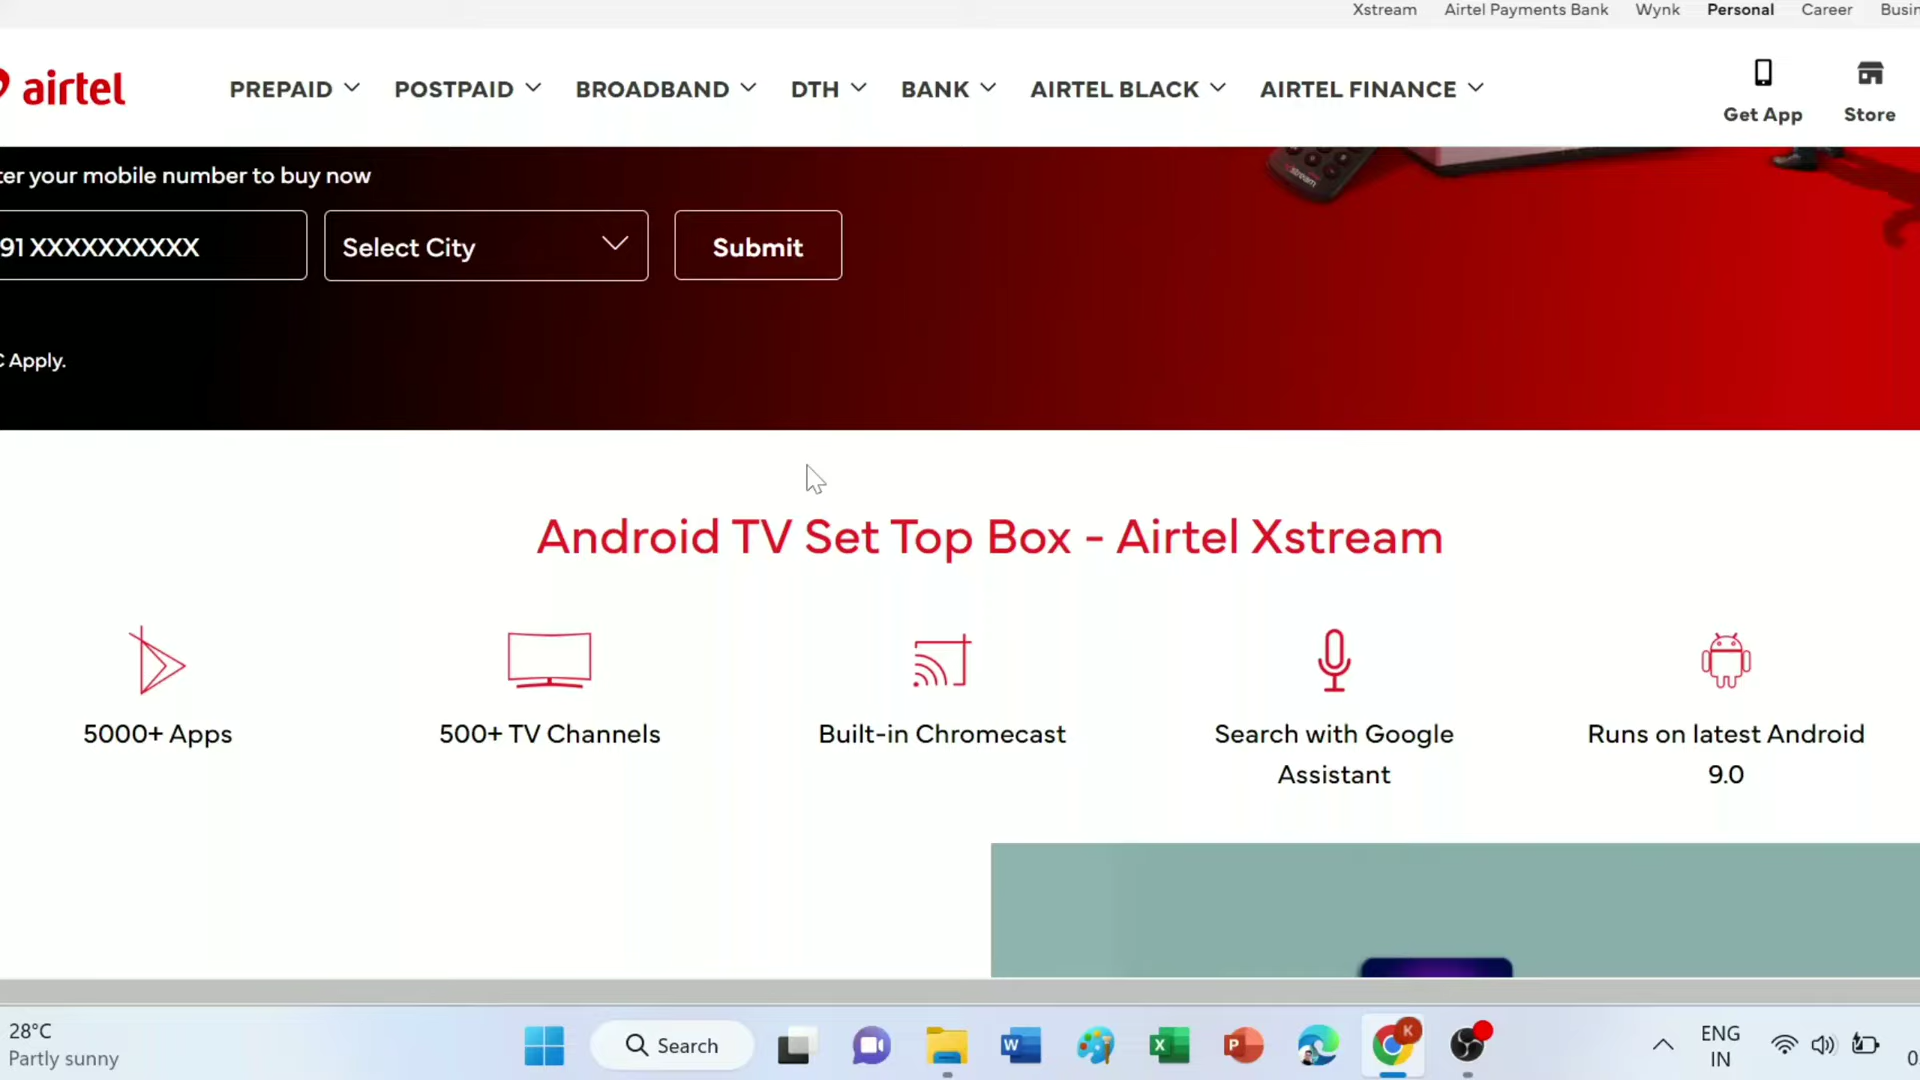 Xstream Airtel Payments Bank Wynk Personal Career Busin
airtel PREPAID POSTPAID BROADBAND DTH BANK AIRTEL BLACK AIRTEL FINANCE Get App Store
ter your mobile number to buy now
91 XXXXXXXXXX Select City Submit
C Apply.
Android TV Set Top Box - Airtel Xstream
5000+ Apps 500+ TV Channels Built-in Chromecast Search with Google Runs on latest Android
Assistant 9.0
28°C Search ENG
Partly sunny IN